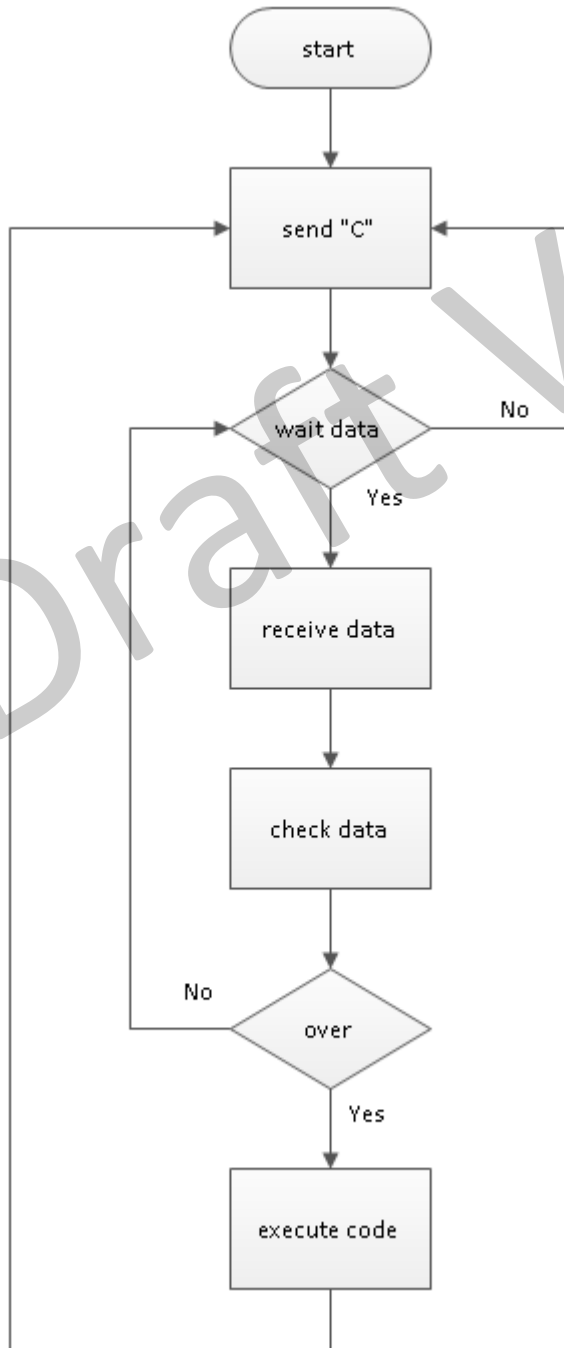 start
send "C"
wait data
No
Yes
receive data
check data
No
over
Yes
execute code
Draft V